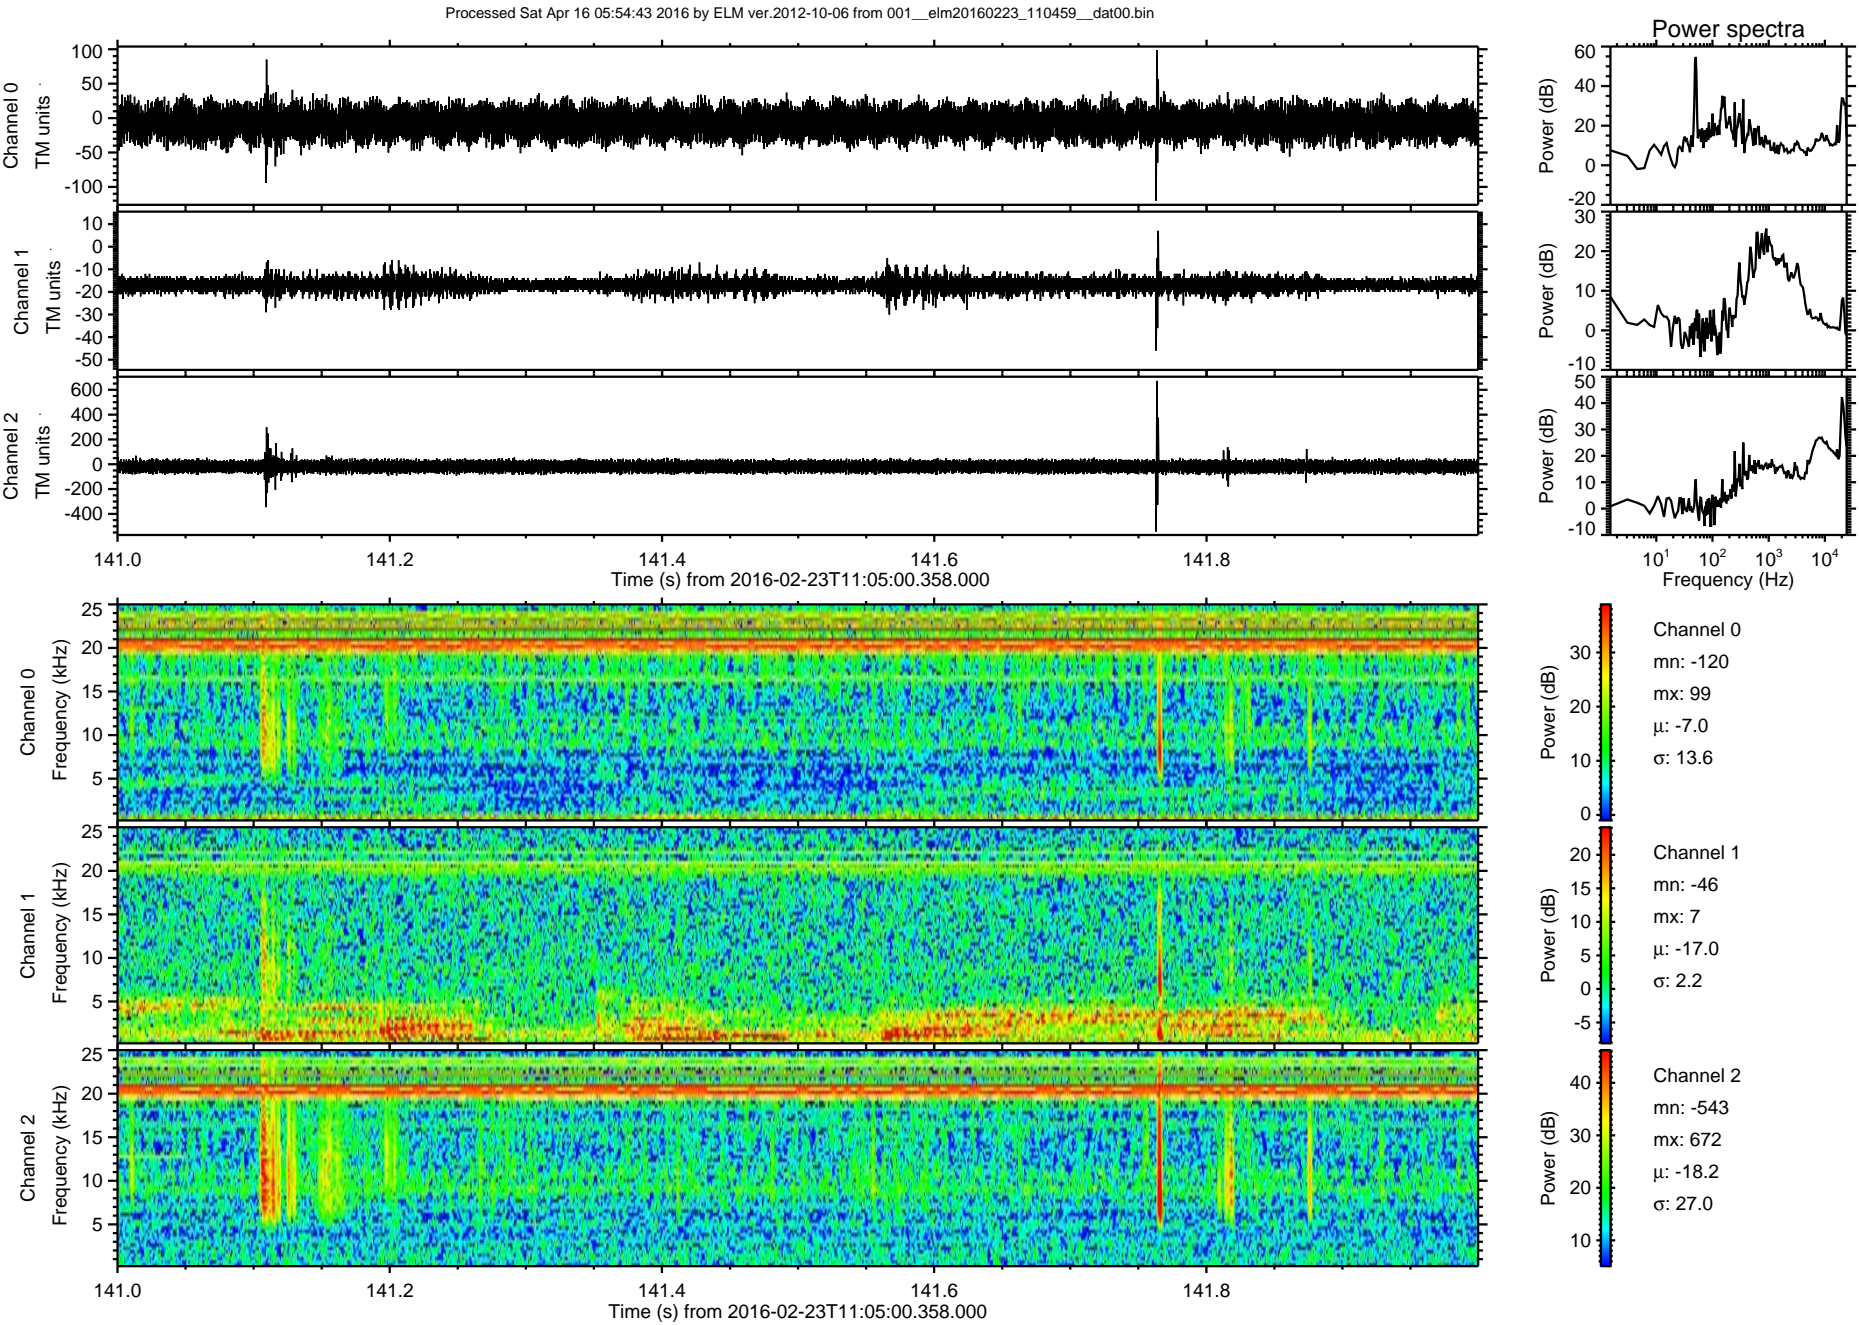 Processed Sat Apr 16 05:54:43 2016 by ELM ver.2012-10-06 from 001__elm20160223_110459__dat00.bin
Power spectra
Channel 0
TM units
100
50
0
-50
-100
Power (dB)
60
40
20
0
-20
Channel 1
TM units
10
0
-10
-20
-30
-40
-50
Power (dB)
30
20
10
0
-10
Channel 2
TM units
600
400
200
0
-200
-400
Power (dB)
50
40
30
20
10
0
-10
141.0 141.2 141.4 141.6 141.8
Time (s) from 2016-02-23T11:05:00.358.000
10^1 10^2 10^3 10^4
Frequency (Hz)
Channel 0
Frequency (kHz)
25
20
15
10
5
Power (dB)
30
20
10
0
Channel 0
mn: -120
mx: 99
μ: -7.0
σ: 13.6
Channel 1
Frequency (kHz)
25
20
15
10
5
Power (dB)
20
15
10
5
0
-5
Channel 1
mn: -46
mx: 7
μ: -17.0
σ: 2.2
Channel 2
Frequency (kHz)
25
20
15
10
5
Power (dB)
40
30
20
10
Channel 2
mn: -543
mx: 672
μ: -18.2
σ: 27.0
141.0 141.2 141.4 141.6 141.8
Time (s) from 2016-02-23T11:05:00.358.000